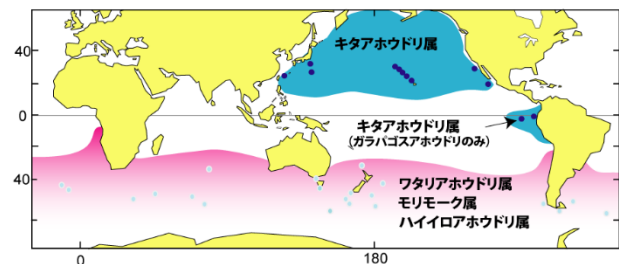 40
キタアホウドリ属
0
キタアホウドリ属
(ガラパゴスアホウドリのみ)
40
ワタリアホウドリ属
モリモーク属
ハイイロアホウドリ属
0
180